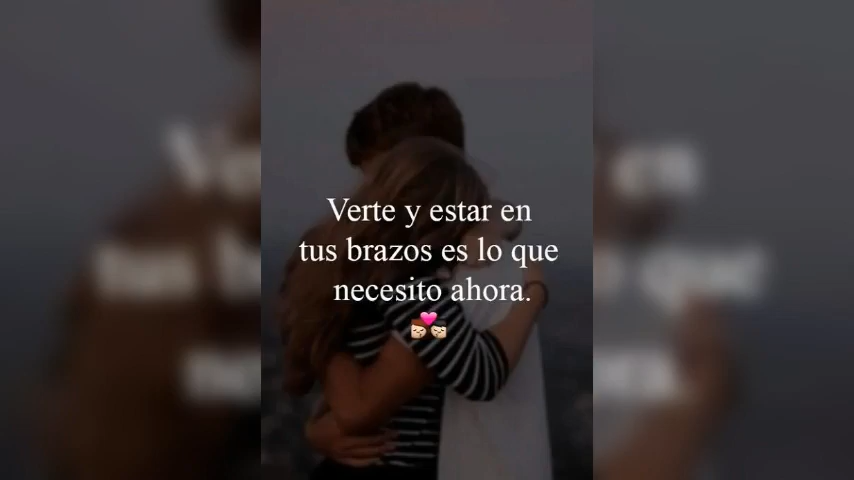 Verte y estar en
tus brazos es lo que
necesito ahora.